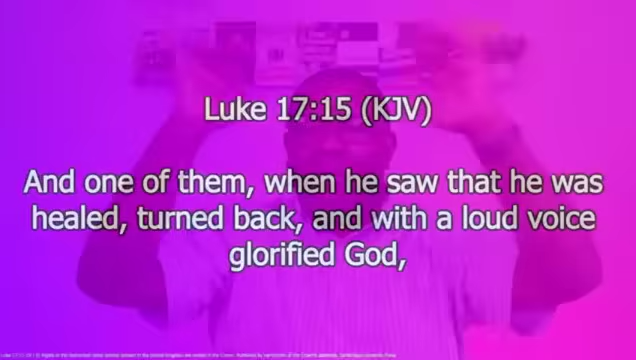 Luke 17:15 (KJV)
And one of them, when he saw that he was
healed, turned back, and with a loud voice
glorified God,